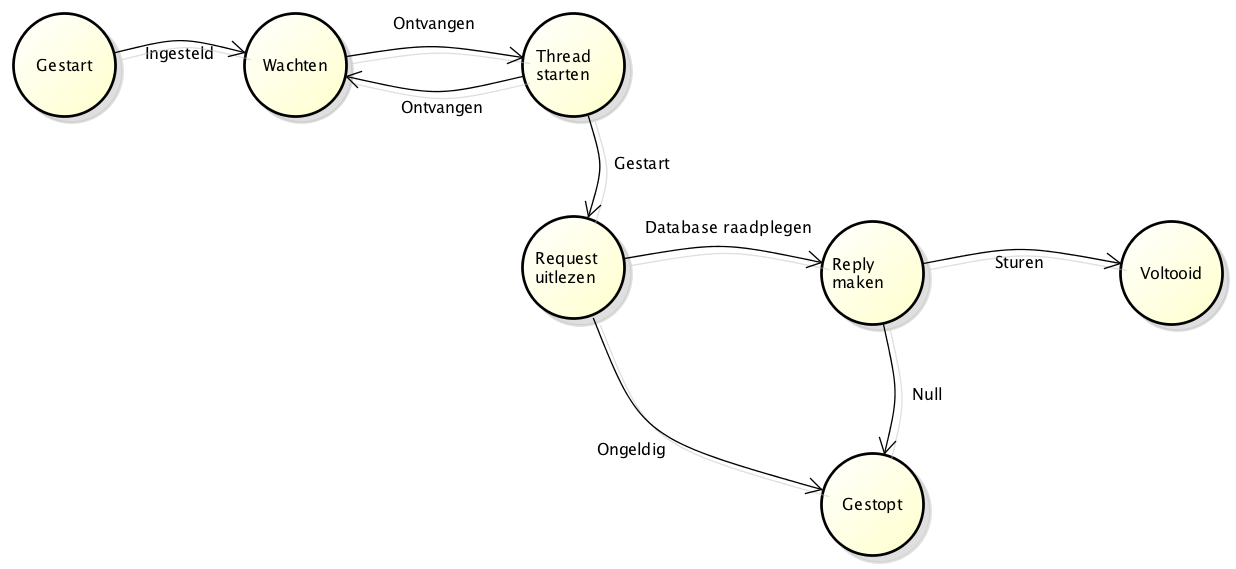 Ontvangen
Gestart
Ingesteld
Wachten
Thread
starten
Ontvangen
Gestart
Database raadplegen
Request
uitlezen
Reply
maken
Sturen
Voltooid
Null
Ongeldig
Gestopt